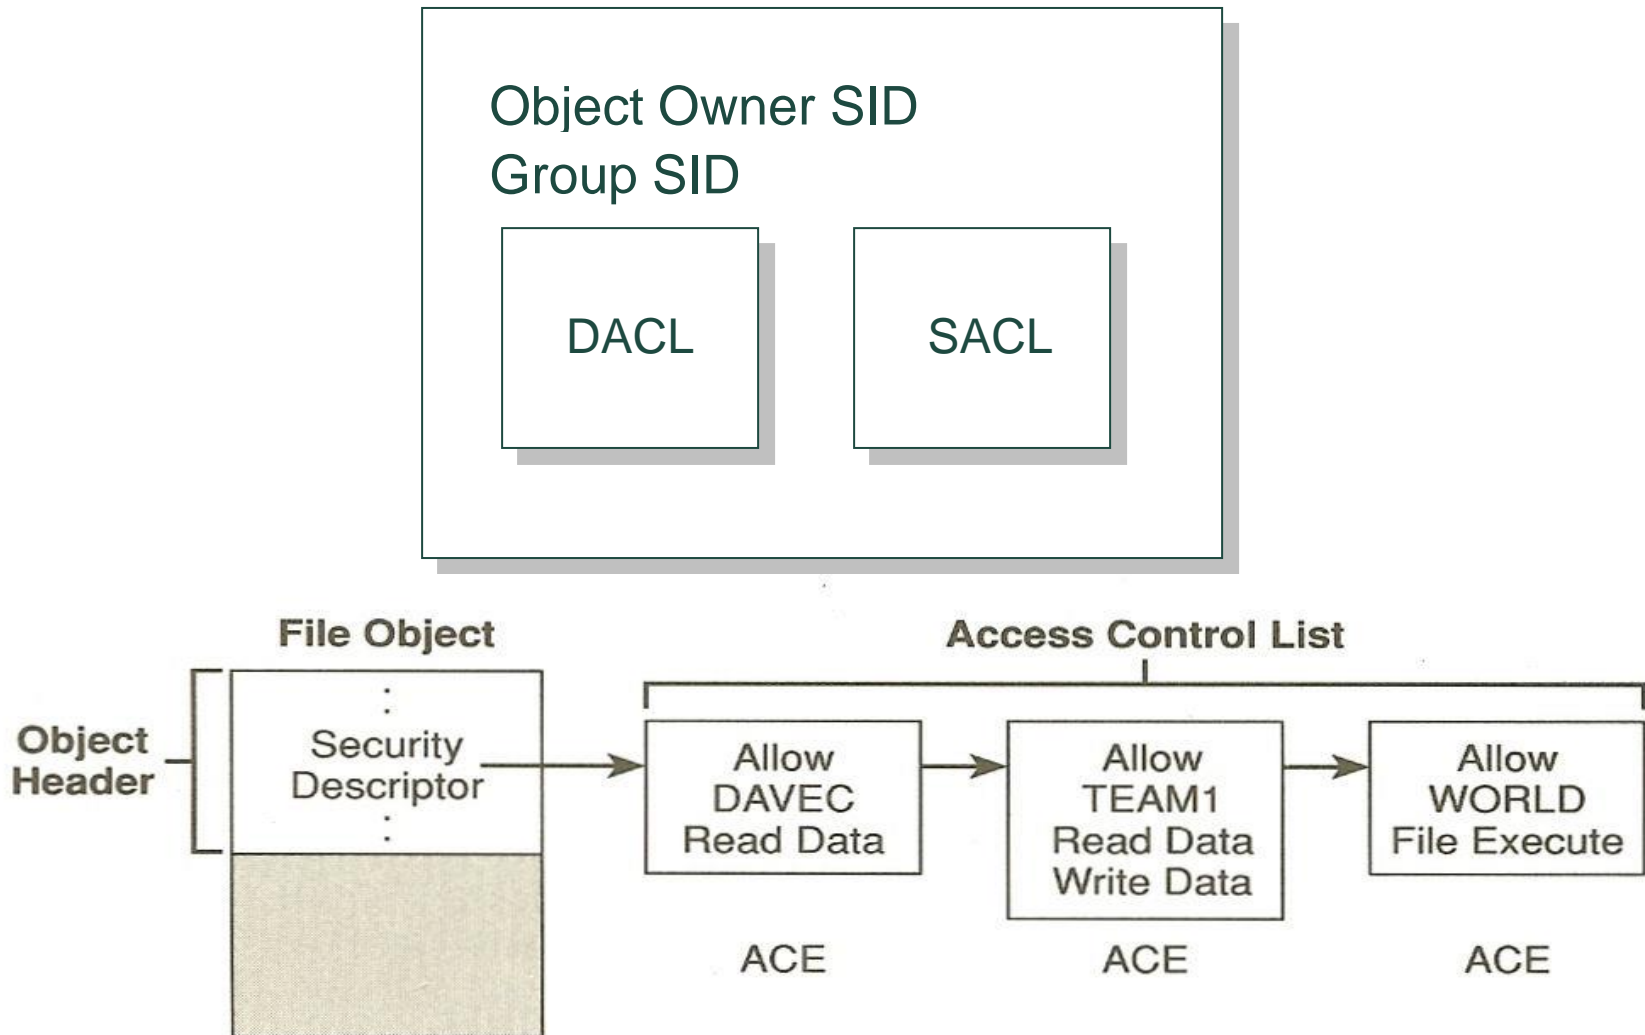 Object Owner SID
Group SID
DACL
SACL
File Object
Access Control List
Object
Header
:
Security
Descriptor
:
Allow
DAVEC
Read Data
Allow
TEAM1
Read Data
Write Data
Allow
WORLD
File Execute
ACE
ACE
ACE